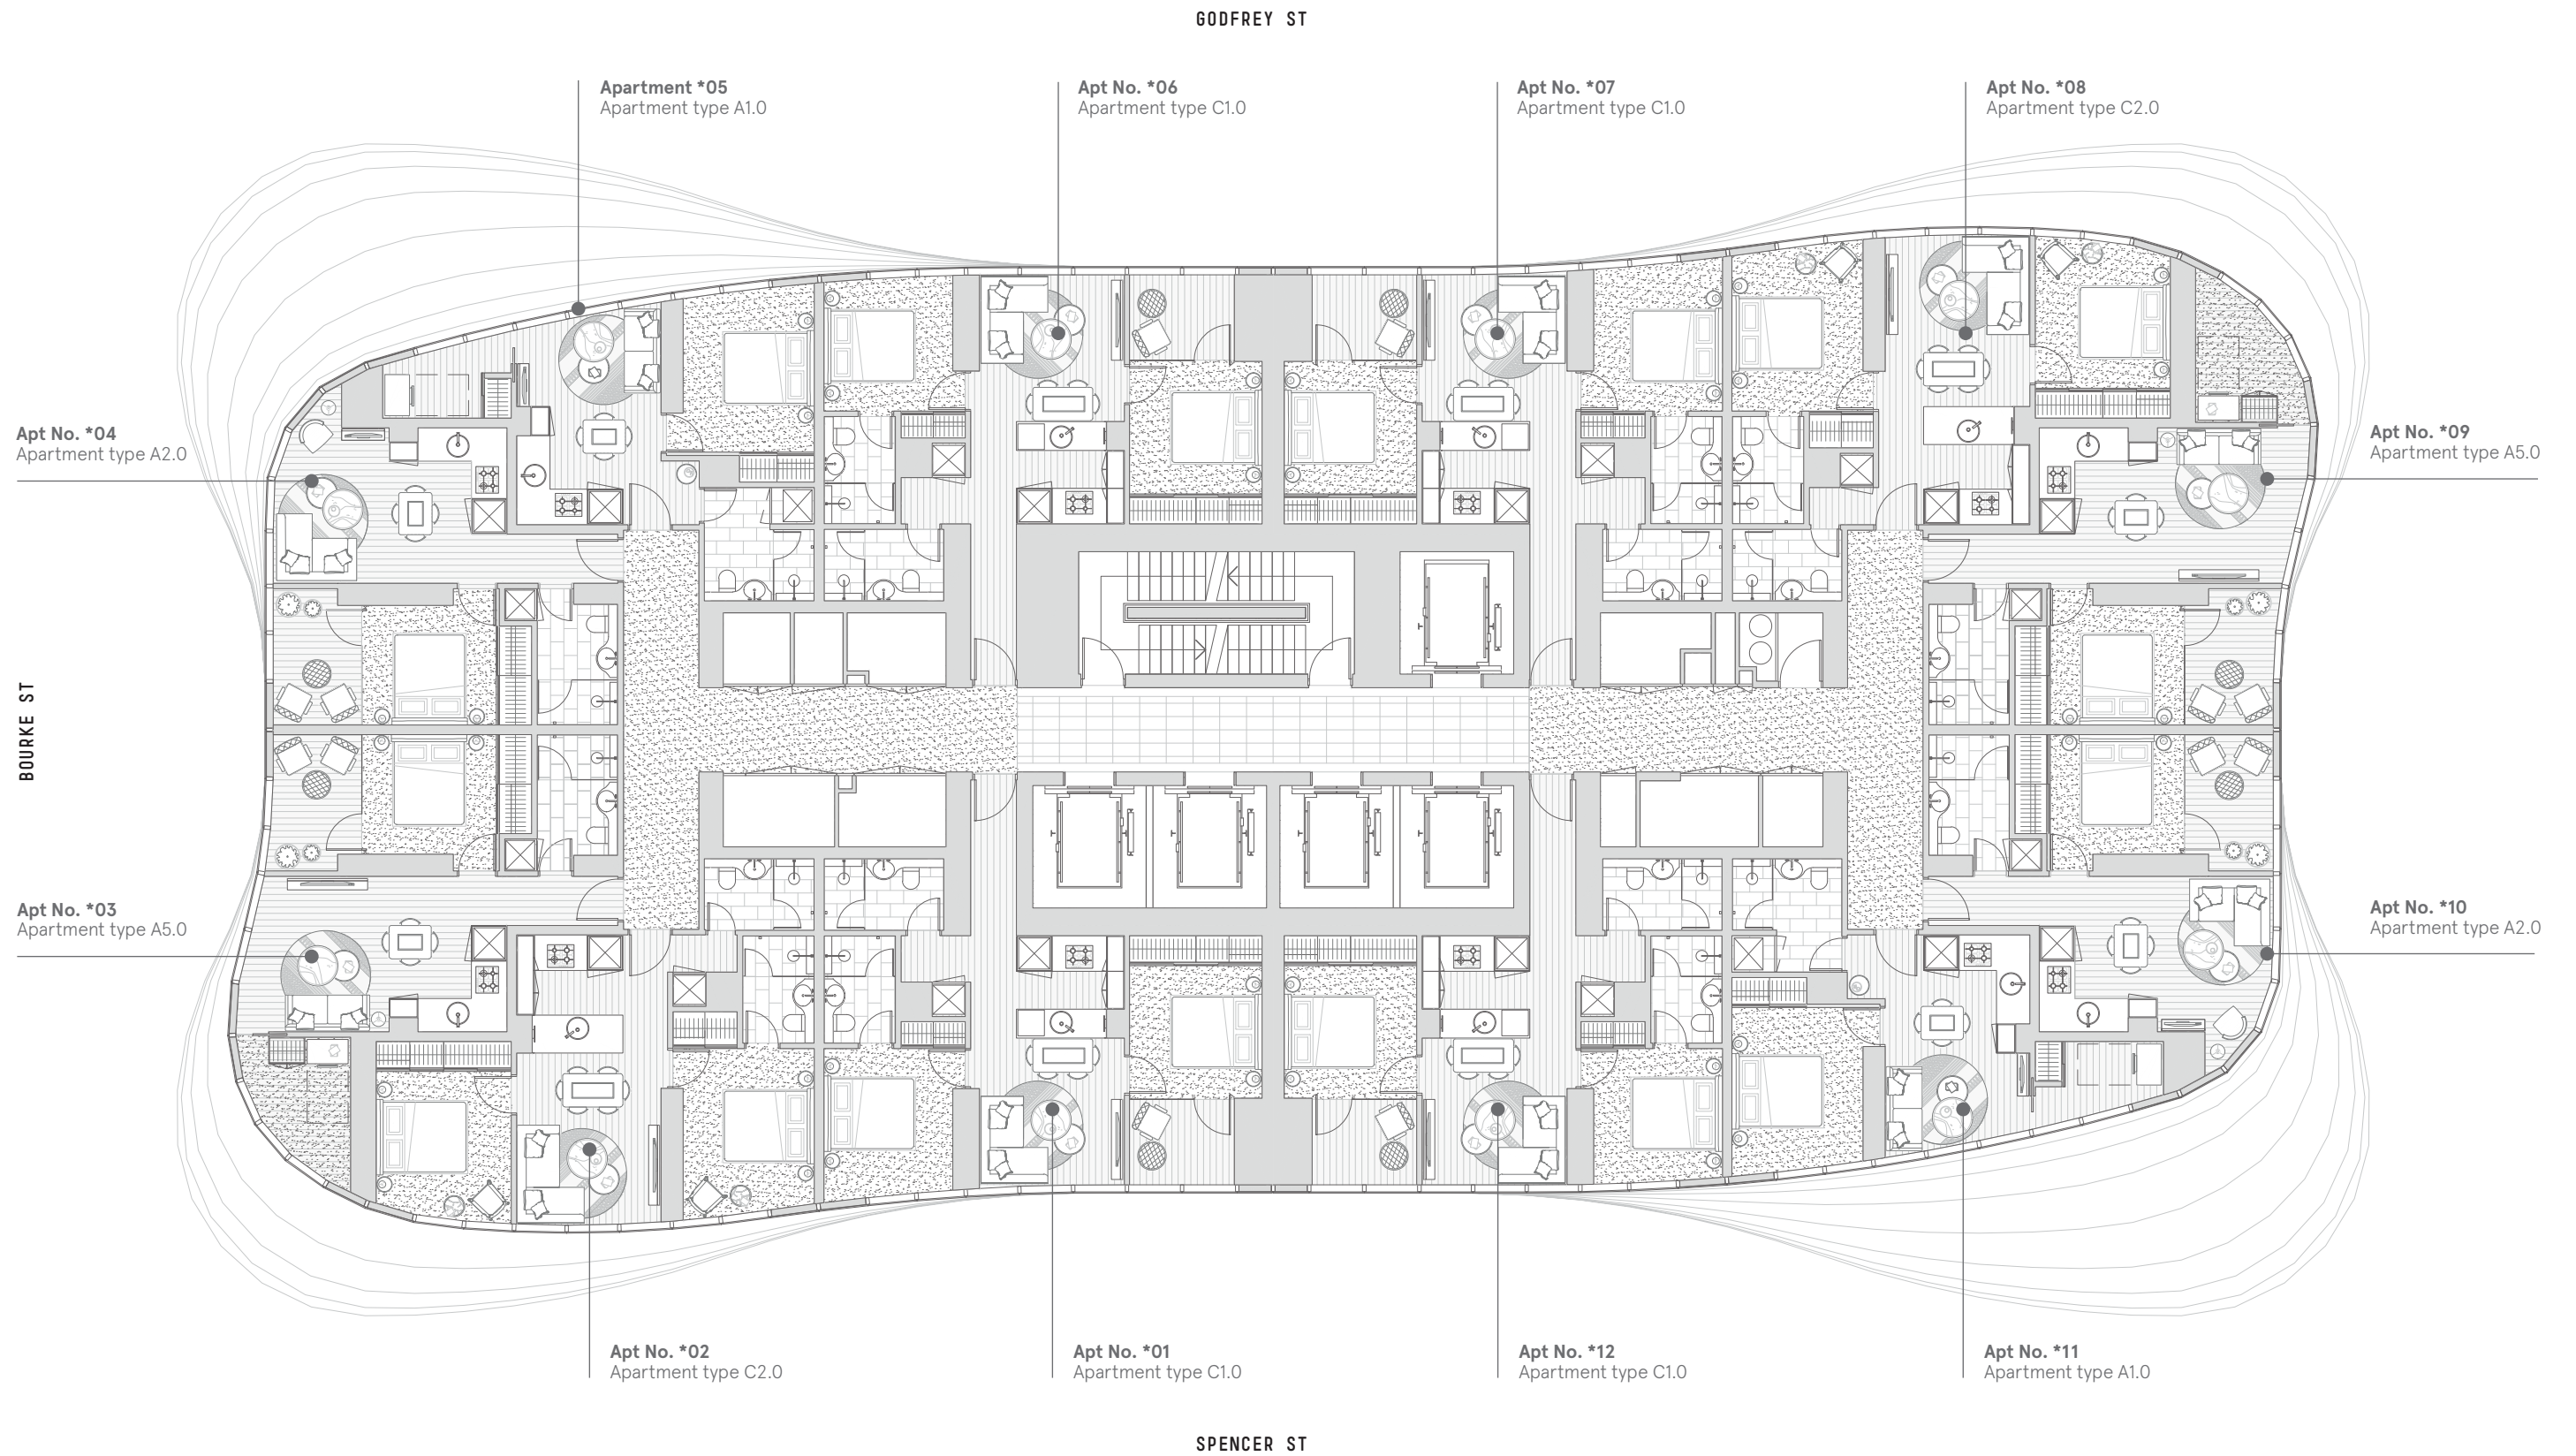 GODFREY ST
Apartment *05
Apartment type A1.0
Apt No. *06
Apartment type C1.0
Apt No. *07
Apartment type C1.0
Apt No. *08
Apartment type C2.0
Apt No. *04
Apartment type A2.0
Apt No. *09
Apartment type A5.0
BOURKE ST
Apt No. *03
Apartment type A5.0
Apt No. *10
Apartment type A2.0
Apt No. *02
Apartment type C2.0
Apt No. *01
Apartment type C1.0
Apt No. *12
Apartment type C1.0
Apt No. *11
Apartment type A1.0
SPENCER ST